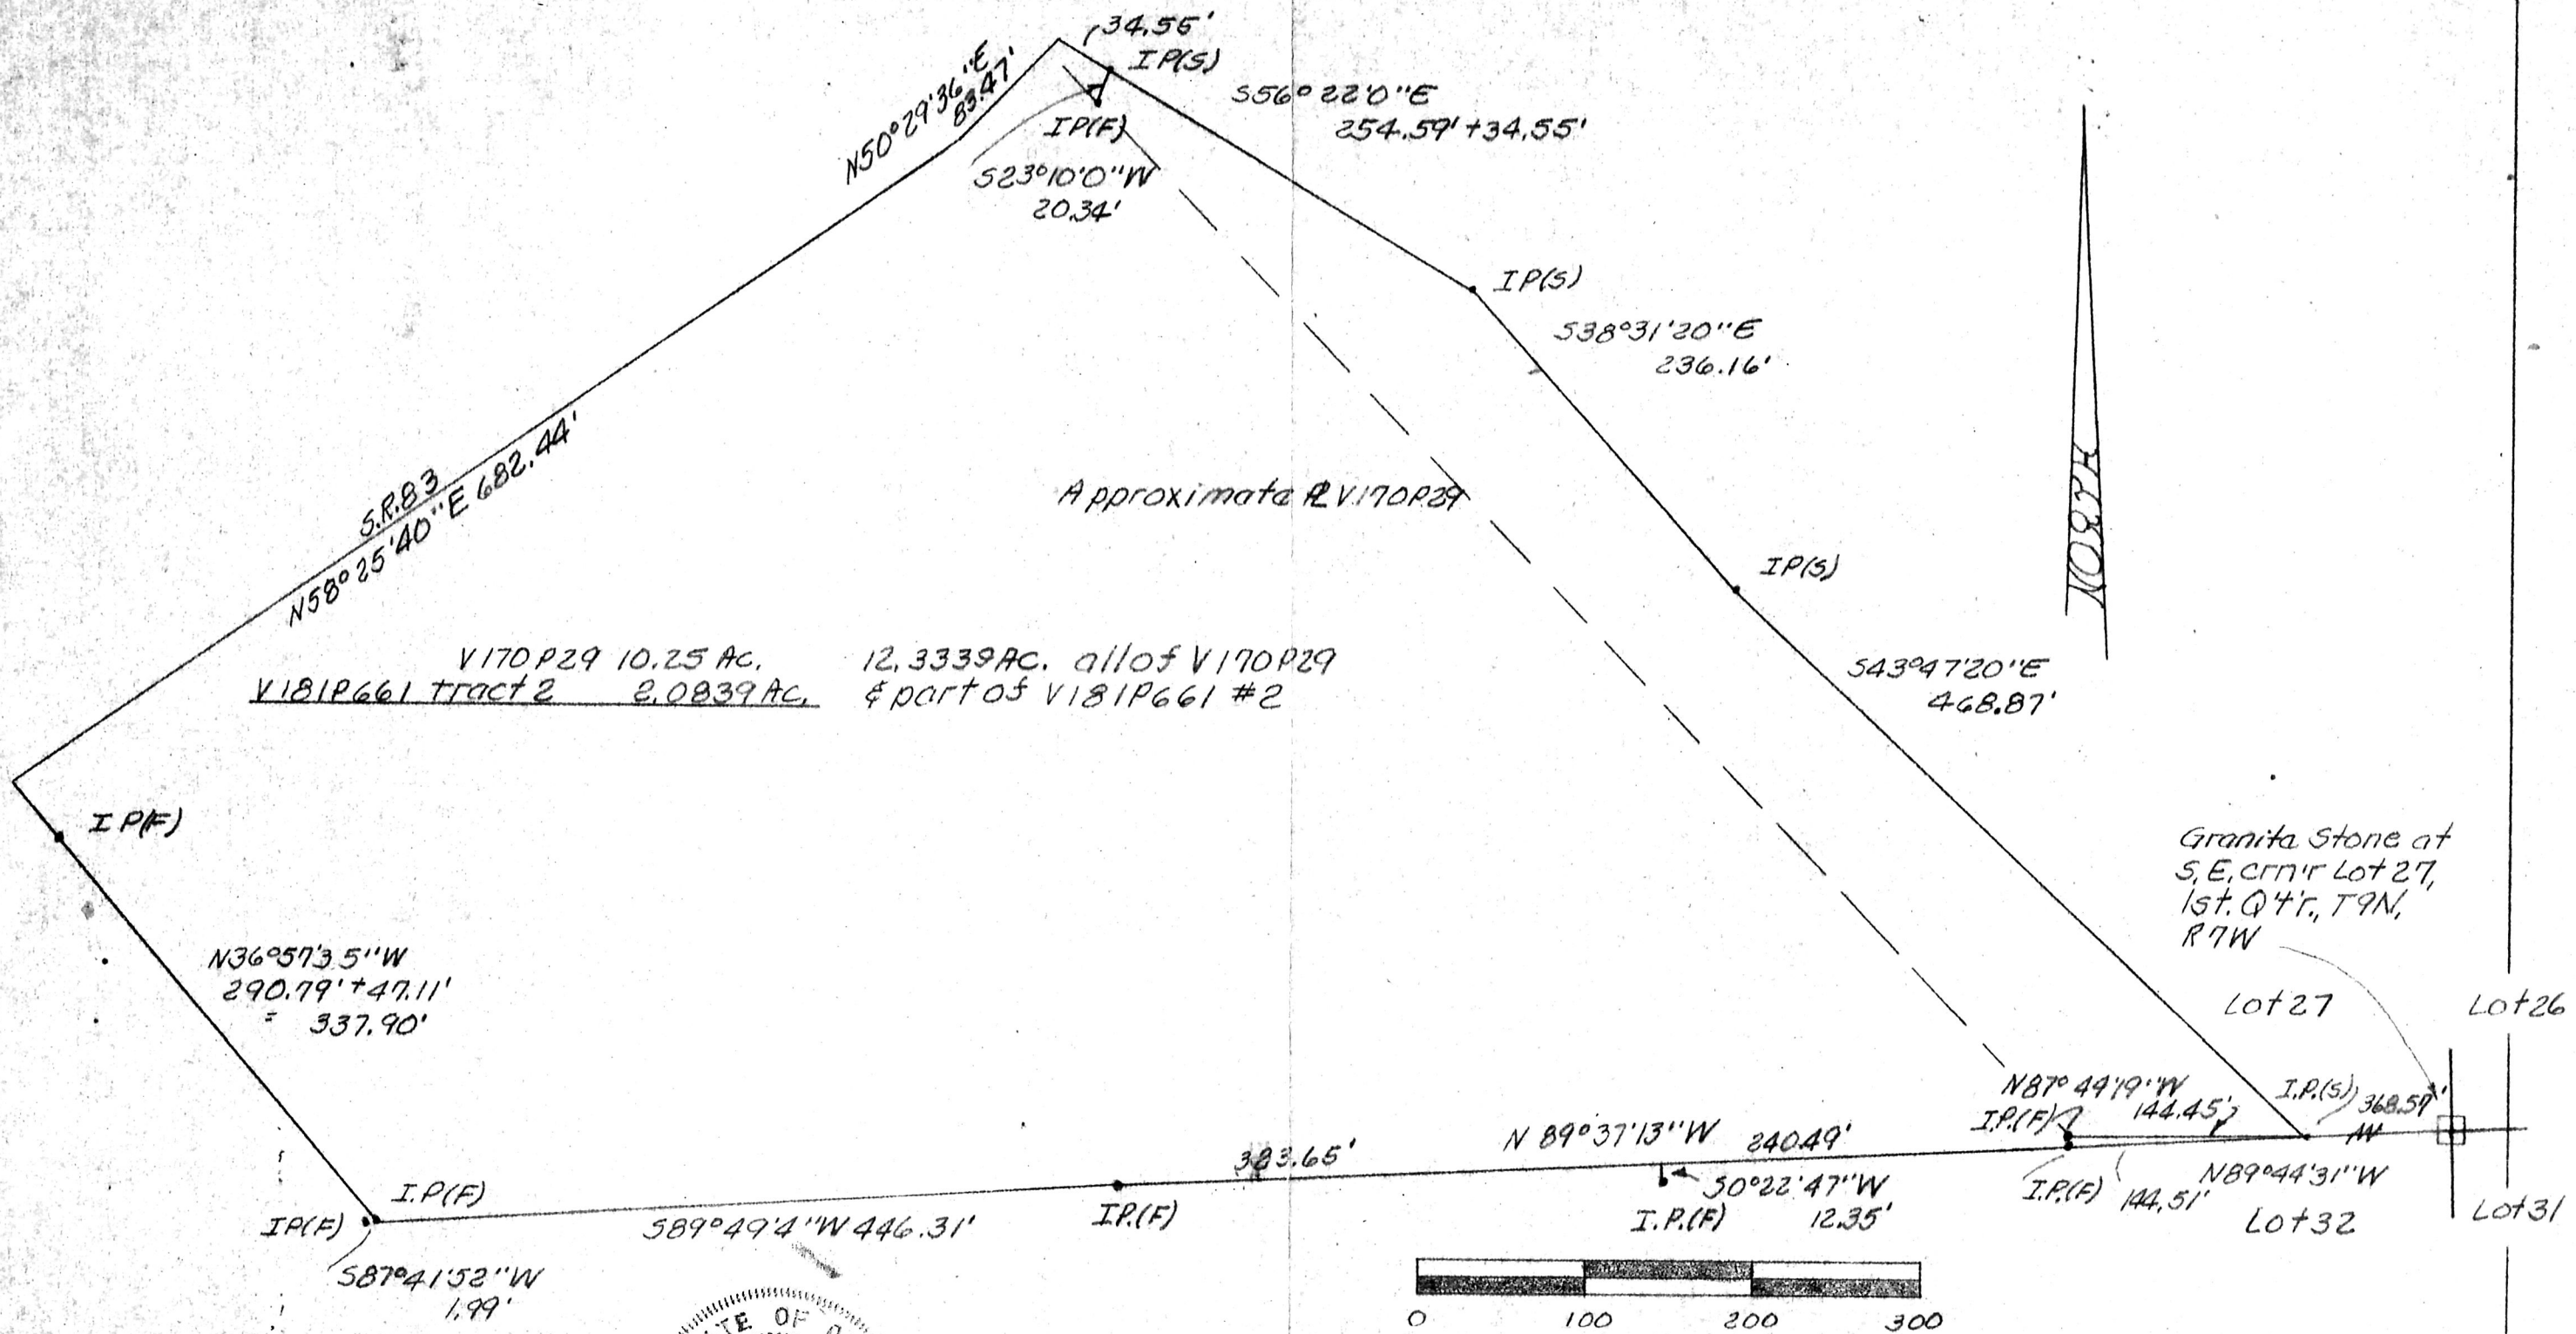 34.55'
IP(S)
N50°29'36"E
83.47'
S56°22'0"E
254.59'+34.55'
IP(F)
S23°10'0"W
20.34'
IP(S)
S38°31'20"E
236.16'
NORTH
S.R.83
N58°25'40"E 682.44'
Approximate PL V170P29
IP(S)
V170P29 10.25 AC.
V181P661 tract 2 2.0839 AC.
12.3339 AC. all of V170P29
& part of V181P661 #2
S43°47'20"E
468.87'
IP(F)
Granite Stone at
S.E. crn'r Lot 27,
1st. Q't'r., T9N,
R7W
N36°57'35"W
290.79'+47.11'
= 337.90'
Lot 27
Lot 26
N87°44'19"W
I.P.(F)
144.45'
I.P.(S)
368.57'
N 89°37'13"W 240.49'
383.65'
I.P(F)
IP(F)
S89°49'4"W 446.31'
I.P.(F)
S0°22'47"W
12.35'
I.P.(F)
I.P.(F)
144.51'
N89°44'31"W
Lot 32
Lot 31
S87°41'52"W
1.99'
TE OF
0 100 200 300